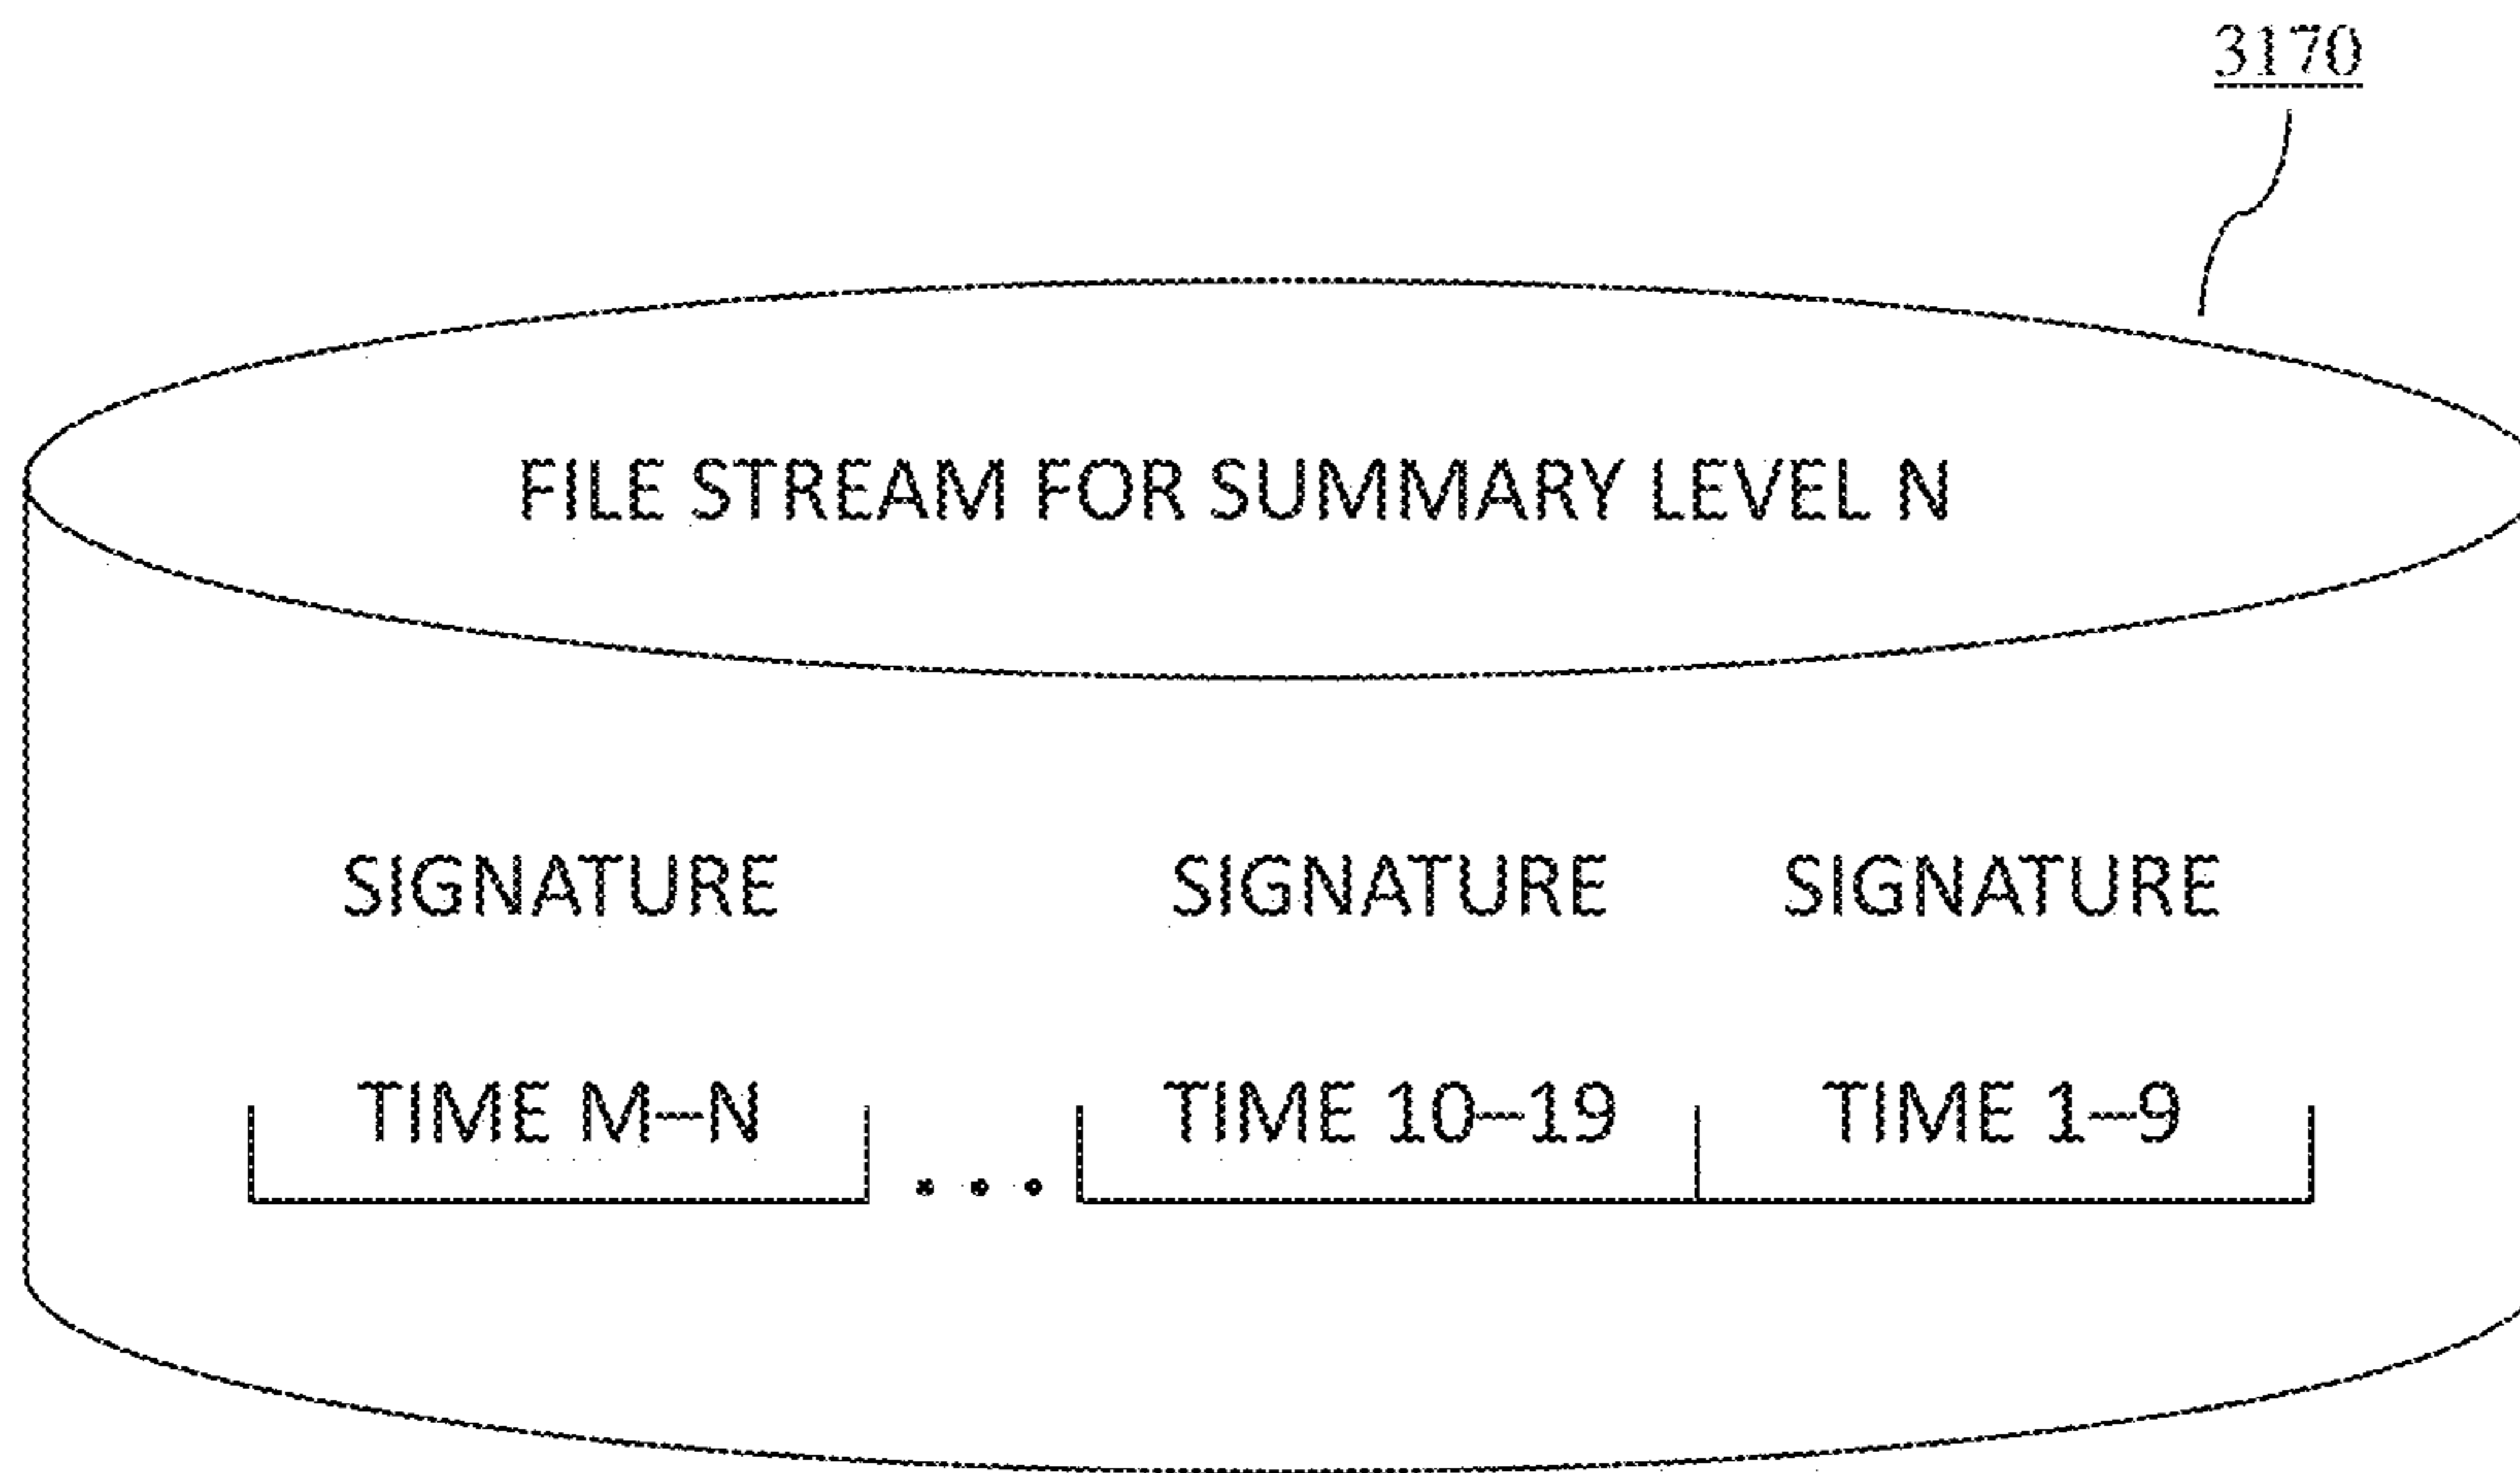 3170
FILE STREAM FOR SUMMARY LEVEL N
SIGNATURE SIGNATURE SIGNATURE
TIME M–N TIME 10–19 TIME 1–9